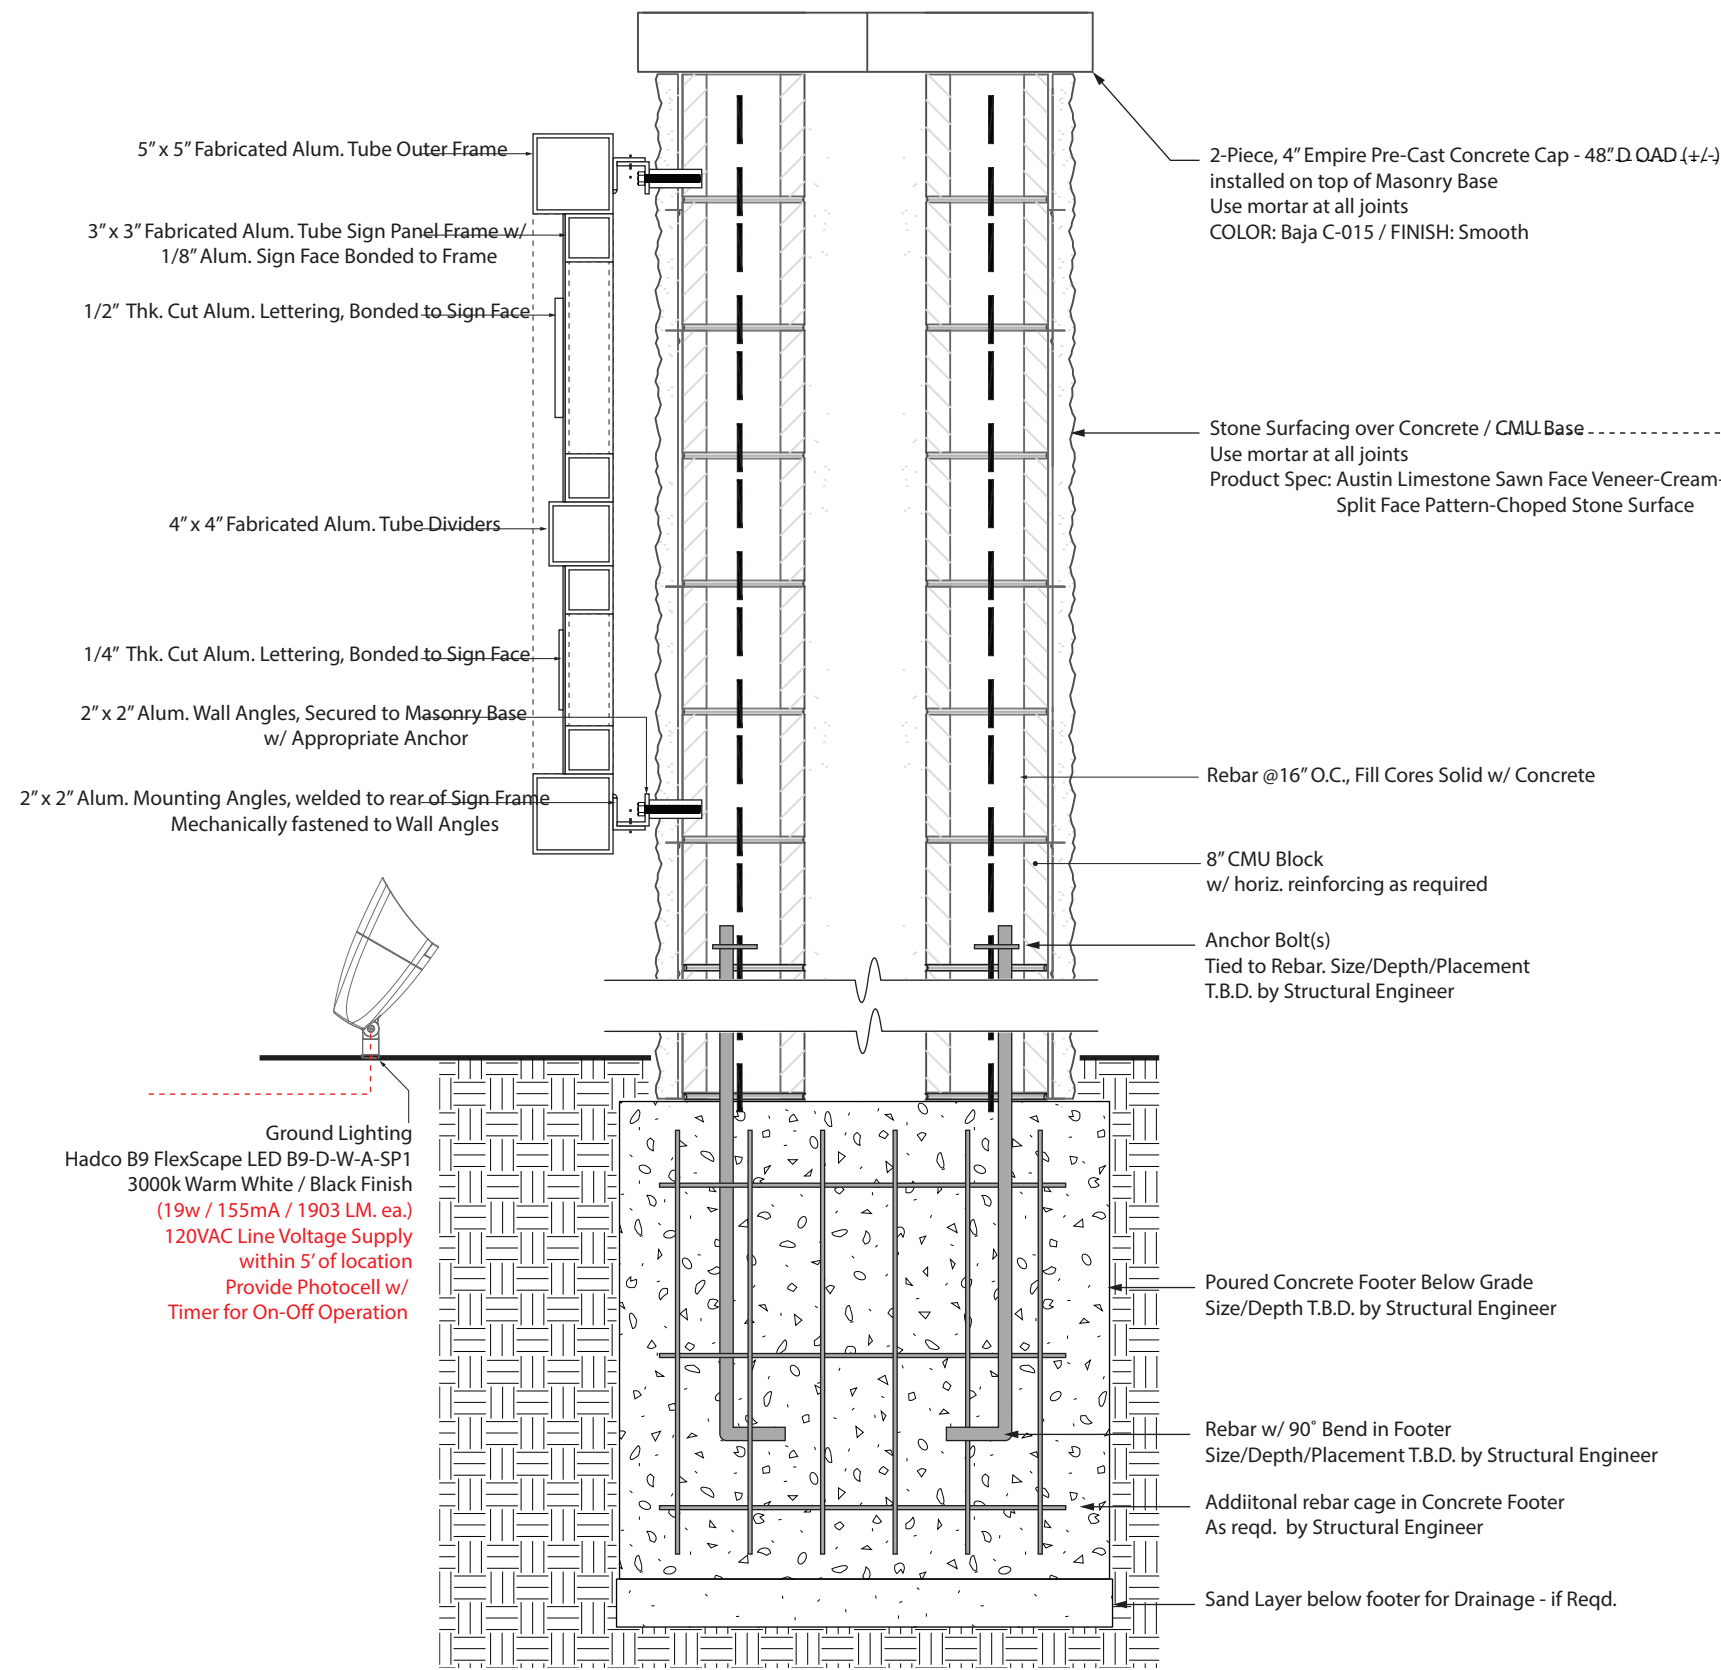 5" x 5" Fabricated Alum. Tube Outer Frame
3" x 3" Fabricated Alum. Tube Sign Panel Frame w/
1/8" Alum. Sign Face Bonded to Frame
1/2" Thk. Cut Alum. Lettering, Bonded to Sign Face
4" x 4" Fabricated Alum. Tube Dividers
1/4" Thk. Cut Alum. Lettering, Bonded to Sign Face
2" x 2" Alum. Wall Angles, Secured to Masonry Base
w/ Appropriate Anchor
2" x 2" Alum. Mounting Angles, welded to rear of Sign Frame
Mechanically fastened to Wall Angles
Ground Lighting
Hadco B9 FlexScape LED B9-D-W-A-SP1
3000k Warm White / Black Finish
(19w / 155mA / 1903 LM. ea.)
120VAC Line Voltage Supply
within 5' of location
Provide Photocell w/
Timer for On-Off Operation
2-Piece, 4" Empire Pre-Cast Concrete Cap - 48" D OAD (+/-)
installed on top of Masonry Base
Use mortar at all joints
COLOR: Baja C-015 / FINISH: Smooth
Stone Surfacing over Concrete / CMU Base
Use mortar at all joints
Product Spec: Austin Limestone Sawn Face Veneer-Cream-
Split Face Pattern-Choped Stone Surface
Rebar @16" O.C., Fill Cores Solid w/ Concrete
8" CMU Block
w/ horiz. reinforcing as required
Anchor Bolt(s)
Tied to Rebar. Size/Depth/Placement
T.B.D. by Structural Engineer
Poured Concrete Footer Below Grade
Size/Depth T.B.D. by Structural Engineer
Rebar w/ 90° Bend in Footer
Size/Depth/Placement T.B.D. by Structural Engineer
Addiitonal rebar cage in Concrete Footer
As reqd. by Structural Engineer
Sand Layer below footer for Drainage - if Reqd.